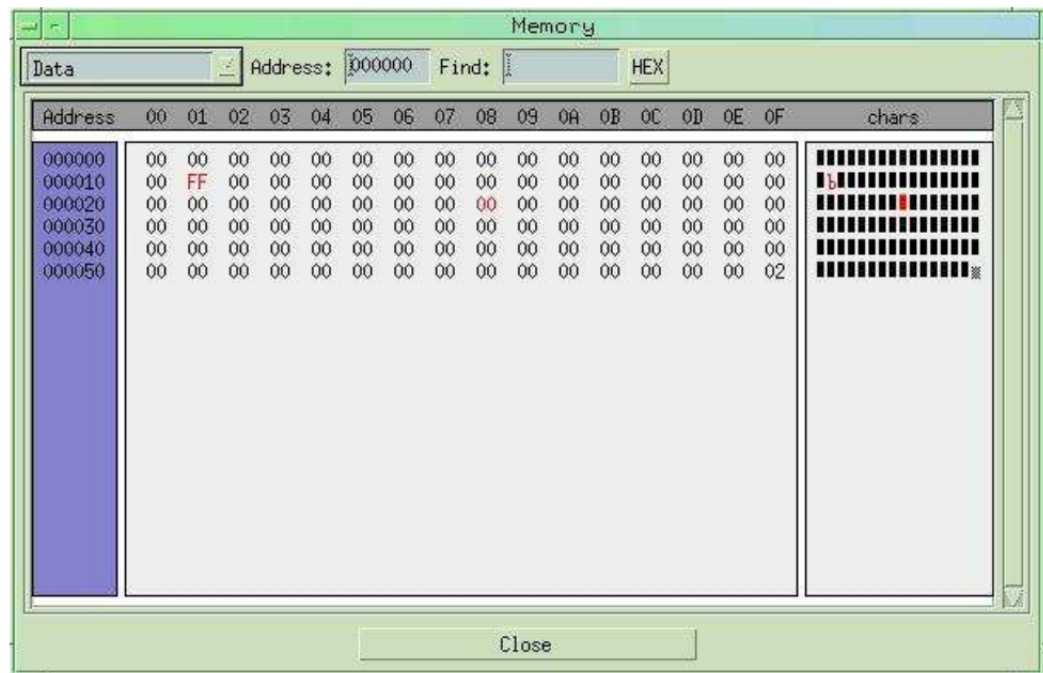 Memory
Data Address: 000000 Find: HEX
Address 00 01 02 03 04 05 06 07 08 09 0A 0B 0C 0D 0E 0F chars
000000 00 00 00 00 00 00 00 00 00 00 00 00 00 00 00 00
000010 00 FF 00 00 00 00 00 00 00 00 00 00 00 00 00 00 b
000020 00 00 00 00 00 00 00 00 00 00 00 00 00 00 00 00
000030 00 00 00 00 00 00 00 00 00 00 00 00 00 00 00 00
000040 00 00 00 00 00 00 00 00 00 00 00 00 00 00 00 00
000050 00 00 00 00 00 00 00 00 00 00 00 00 00 00 00 02
Close